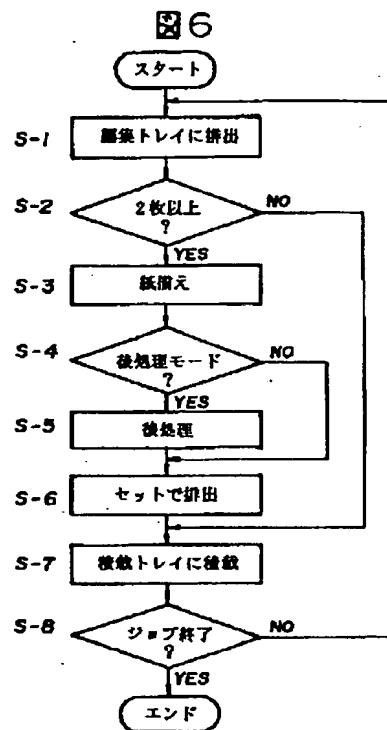 図6
スタート
S-1
編集トレイに排出
S-2
2枚以上
?
NO
YES
S-3
紙揃え
S-4
後処理モード
?
NO
YES
S-5
後処理
S-6
セットで排出
S-7
積載トレイに積載
S-8
ジョブ終了
?
NO
YES
エンド